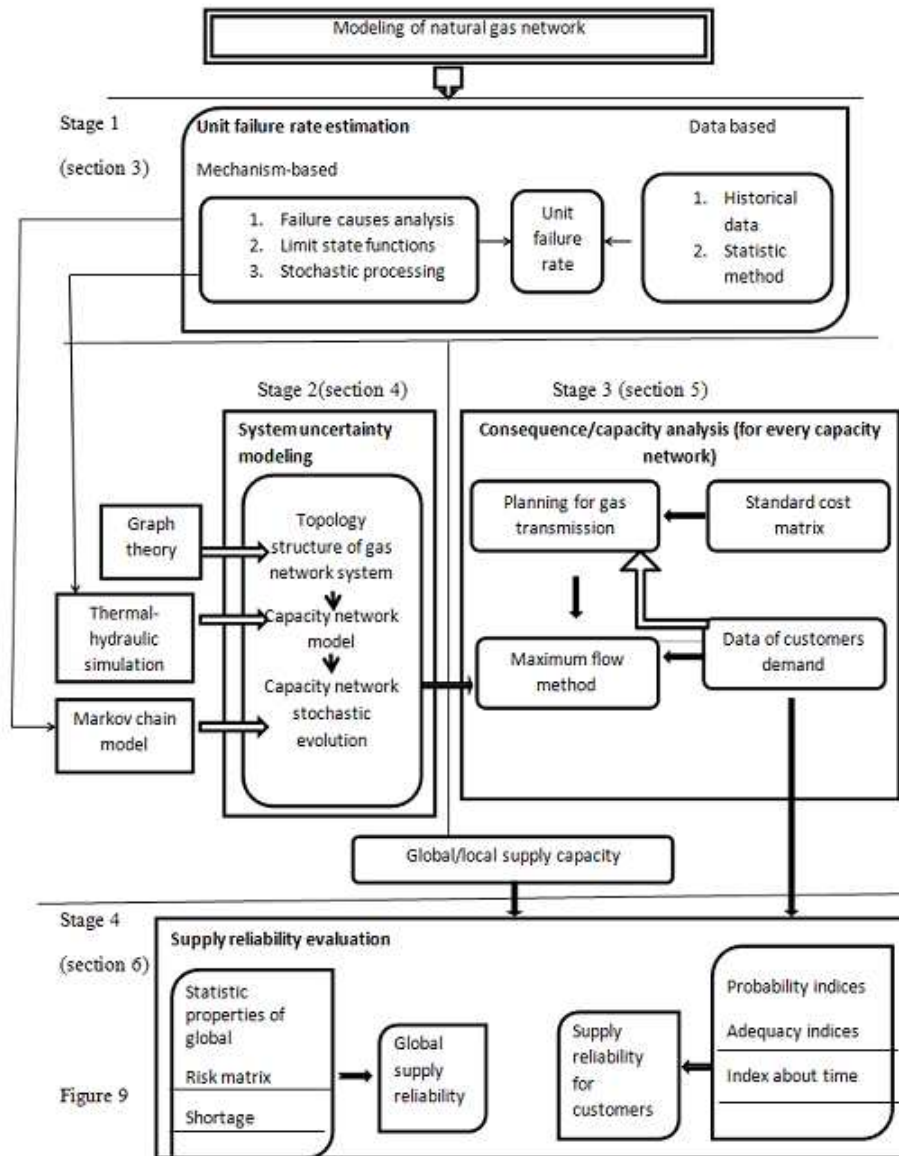 Modeling of natural gas network
Stage 1
(section 3)
Unit failure rate estimation
Data based
Mechanism-based
1. Failure causes analysis
2. Limit state functions
3. Stochastic processing
Unit
failure
rate
1. Historical
data
2. Statistic
method
Stage 2(section 4)
Stage 3 (section 5)
System uncertainty
modeling
Graph
theory
Thermal-
hydraulic
simulation
Markov chain
model
Topology
structure of gas
network system
Capacity network
model
Capacity network
stochastic
evolution
Consequence/capacity analysis (for every capacity
network)
Planning for gas
transmission
Standard cost
matrix
Maximum flow
method
Data of customers
demand
Global/local supply capacity
Stage 4
(section 6)
Supply reliability evaluation
Statistic
properties of
global
Risk matrix
Shortage
Global
supply
reliability
Supply
reliability
for
customers
Probability indices
Adequacy indices
Index about time
Figure 9